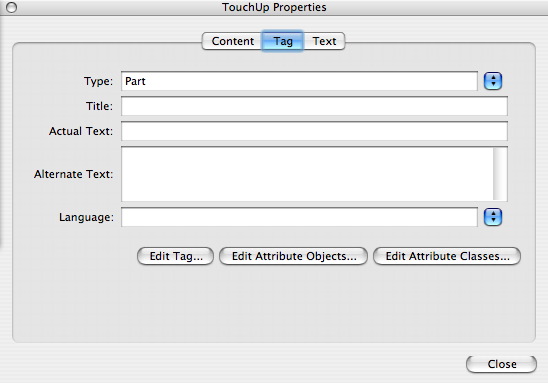 TouchUp Properties
Content Tag Text
Type: Part
Title:
Actual Text:
Alternate Text:
Language:
Edit Tag... Edit Attribute Objects... Edit Attribute Classes...
Close